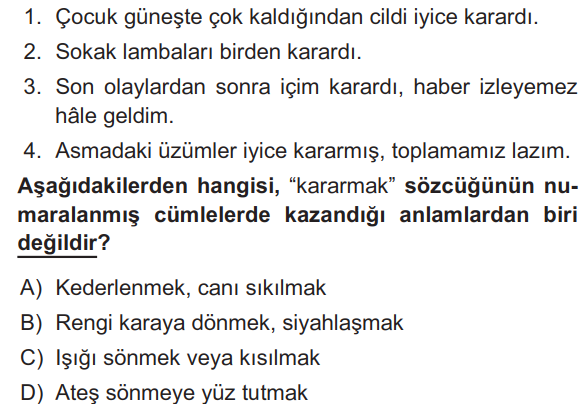 1. Çocuk güneşte çok kaldığından cildi iyice karardı.
2. Sokak lambaları birden karardı.
3. Son olaylardan sonra içim karardı, haber izleyemez
hâle geldim.
4. Asmadaki üzümler iyice kararmış, toplamamız lazım.
Aşağıdakilerden hangisi, “kararmak” sözcüğünün nu-
maralanmış cümlelerde kazandığı anlamlardan biri
değildir?
A) Kederlenmek, canı sıkılmak
B) Rengi karaya dönmek, siyahlaşmak
C) Işığı sönmek veya kısılmak
D) Ateş sönmeye yüz tutmak